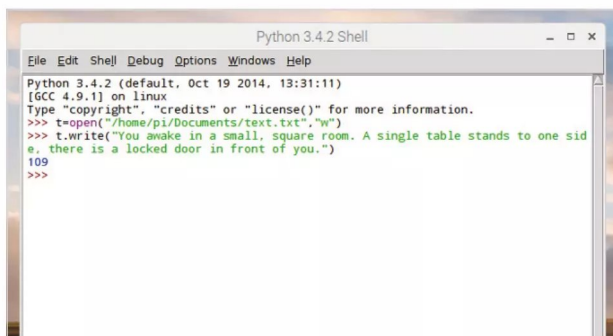 Python 3.4.2 Shell
File Edit Shell Debug Options Windows Help
Python 3.4.2 (default, Oct 19 2014, 13:31:11)
[GCC 4.9.1] on linux
Type "copyright", "credits" or "license()" for more information.
>>> t=open("/home/pi/Documents/text.txt","w")
>>> t.write("You awake in a small, square room. A single table stands to one sid
e, there is a locked door in front of you.")
109
>>>